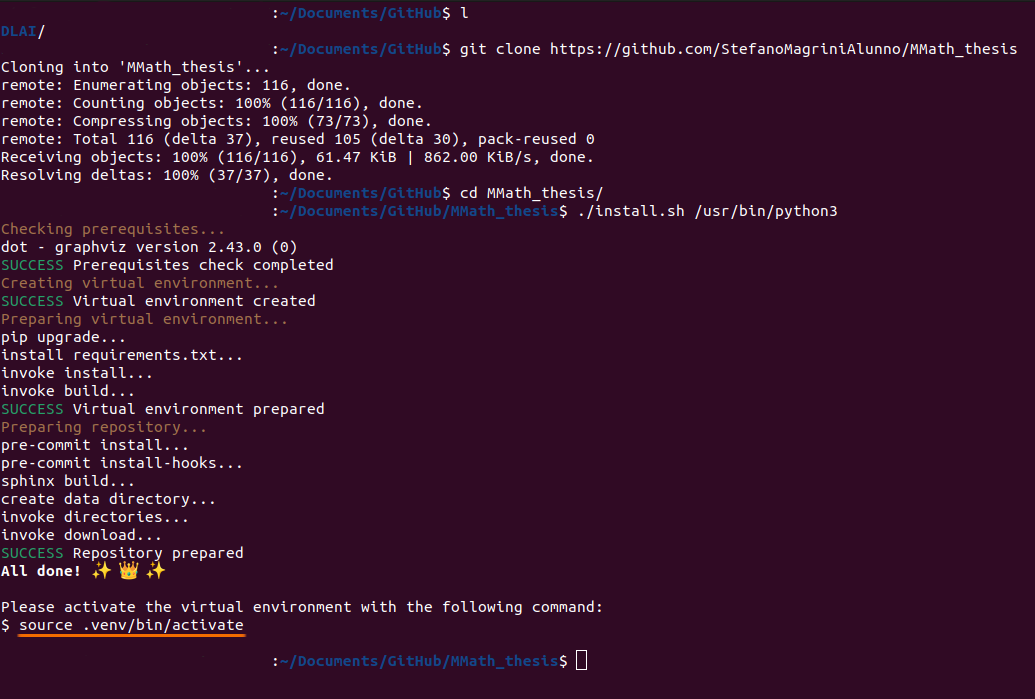 :~/Documents/GitHub$ l
DLAI/
:~/Documents/GitHub$ git clone https://github.com/StefanoMagriniAlunno/MMath_thesis
Cloning into 'MMath_thesis'...
remote: Enumerating objects: 116, done.
remote: Counting objects: 100% (116/116), done.
remote: Compressing objects: 100% (73/73), done.
remote: Total 116 (delta 37), reused 105 (delta 30), pack-reused 0
Receiving objects: 100% (116/116), 61.47 KiB | 862.00 KiB/s, done.
Resolving deltas: 100% (37/37), done.
:~/Documents/GitHub$ cd MMath_thesis/
:~/Documents/GitHub/MMath_thesis$ ./install.sh /usr/bin/python3
Checking prerequisites...
dot - graphviz version 2.43.0 (0)
SUCCESS Prerequisites check completed
Creating virtual environment...
SUCCESS Virtual environment created
Preparing virtual environment...
pip upgrade...
install requirements.txt...
invoke install...
invoke build...
SUCCESS Virtual environment prepared
Preparing repository...
pre-commit install...
pre-commit install-hooks...
sphinx build...
create data directory...
invoke directories...
invoke download...
SUCCESS Repository prepared
All done! ✨ 👑 ✨
Please activate the virtual environment with the following command:
$ source .venv/bin/activate
:~/Documents/GitHub/MMath_thesis$